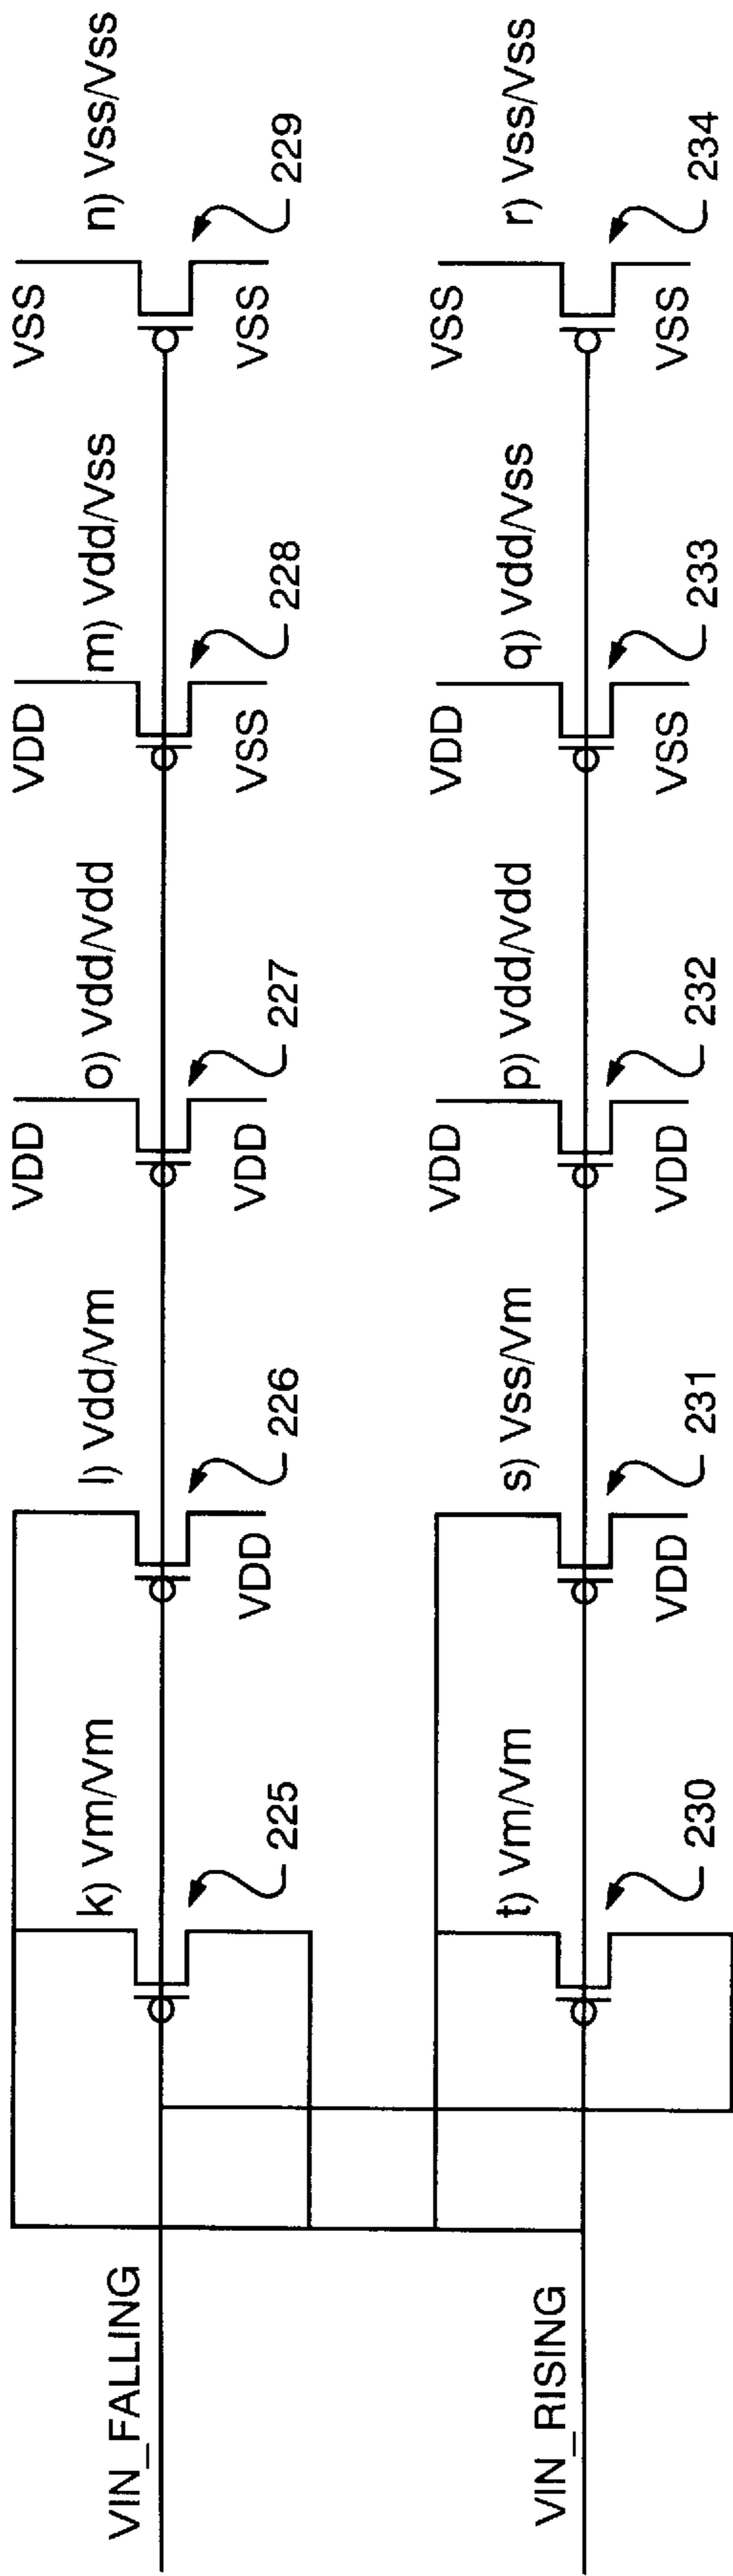 VIN_FALLING
k) Vm/Vm
225
l) Vdd/Vm
VDD
226
VDD
o) Vdd/Vdd
VDD
227
VDD
m) Vdd/Vss
VSS
228
VSS
n) Vss/Vss
VSS
229
VIN_RISING
t) Vm/Vm
230
s) Vss/Vm
VDD
231
VDD
p) Vdd/Vdd
VDD
232
VDD
q) Vdd/Vss
VSS
233
VSS
r) Vss/Vss
VSS
234